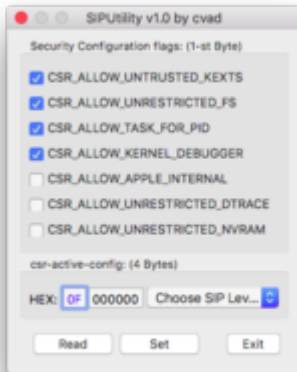 SIPUtility v1.0 by cvad
Security Configuration flags: (1-st Byte)
CSR_ALLOW_UNTRUSTED_KEXTS
CSR_ALLOW_UNRESTRICTED_FS
CSR_ALLOW_TASK_FOR_PID
CSR_ALLOW_KERNEL_DEBUGGER
CSR_ALLOW_APPLE_INTERNAL
CSR_ALLOW_UNRESTRICTED_DTRACE
CSR_ALLOW_UNRESTRICTED_NVRAM
csr-active-config: (4 Bytes)
HEX: 0F 000000 Choose SIP Lev...
Read Set Exit